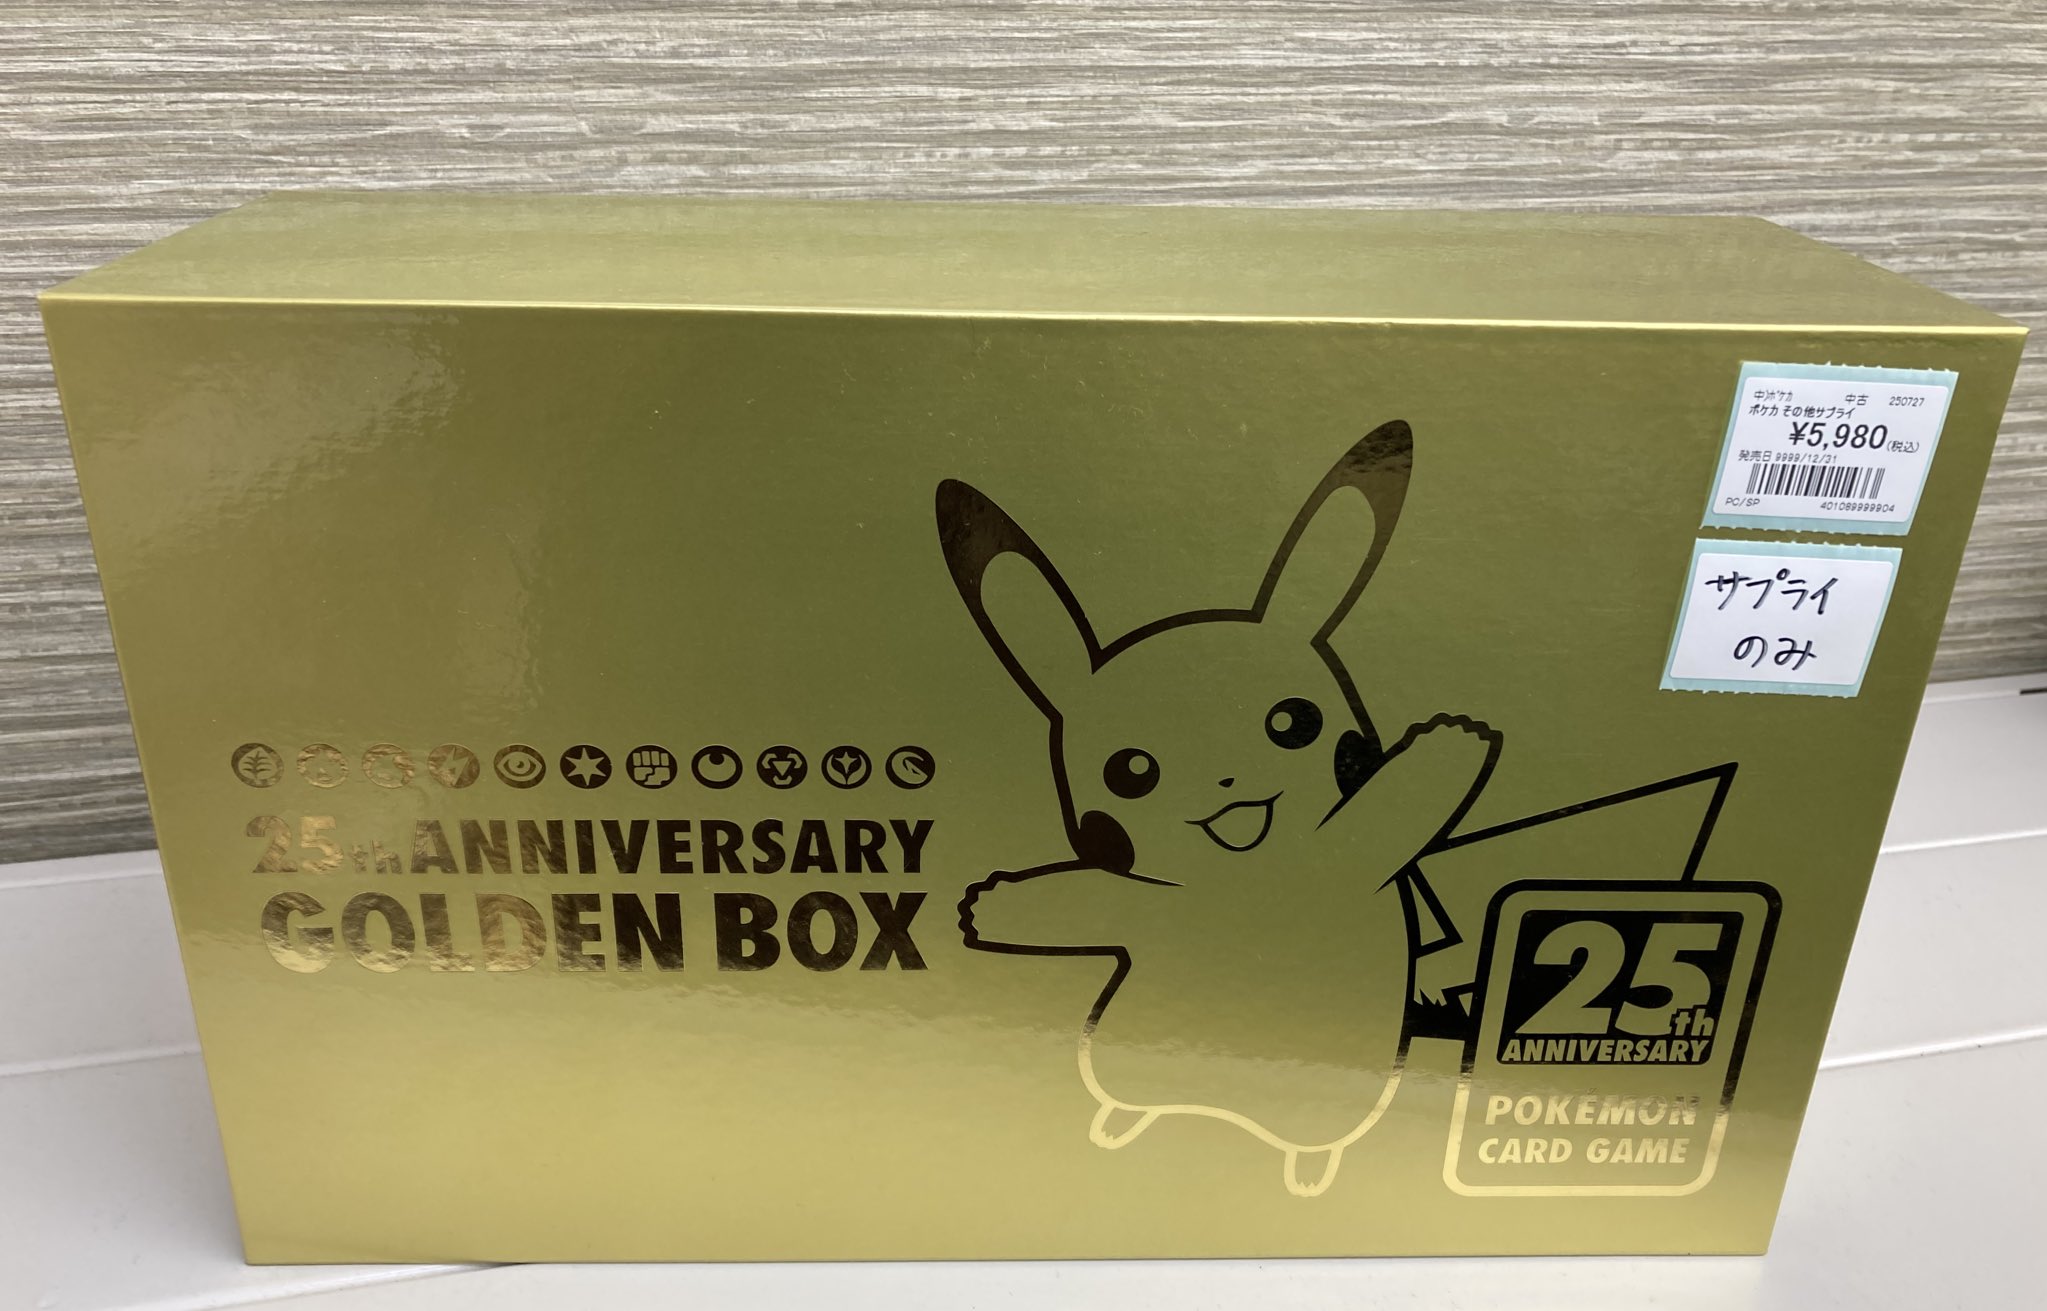 中)ﾎﾟｹｶ 中古 250727
ポケカ その他サプライ
¥5,980(税込)
発売日 9999/12/31
PC/SP 401089999904
サプライ
のみ
25th ANNIVERSARY
GOLDEN BOX
25th
ANNIVERSARY
POKÉMON
CARD GAME